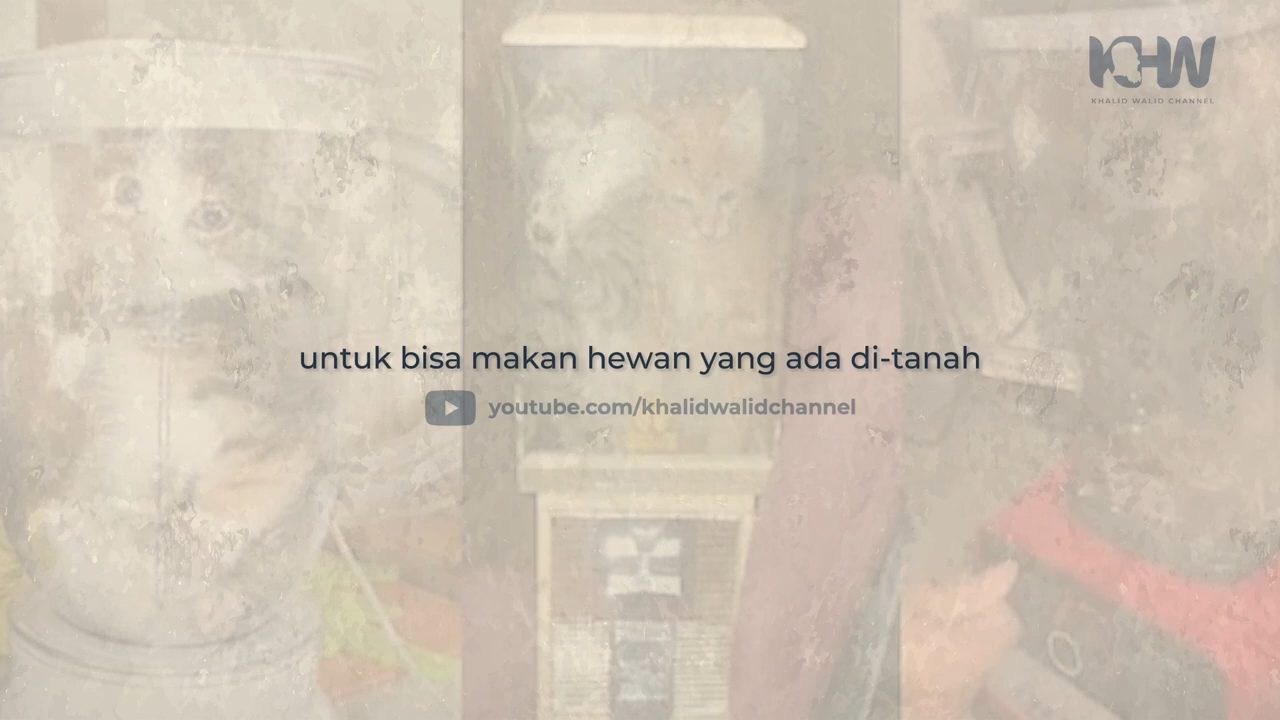 KHW
KHALID WALID CHANNEL
untuk bisa makan hewan yang ada di-tanah
youtube.com/khalidwalidchannel